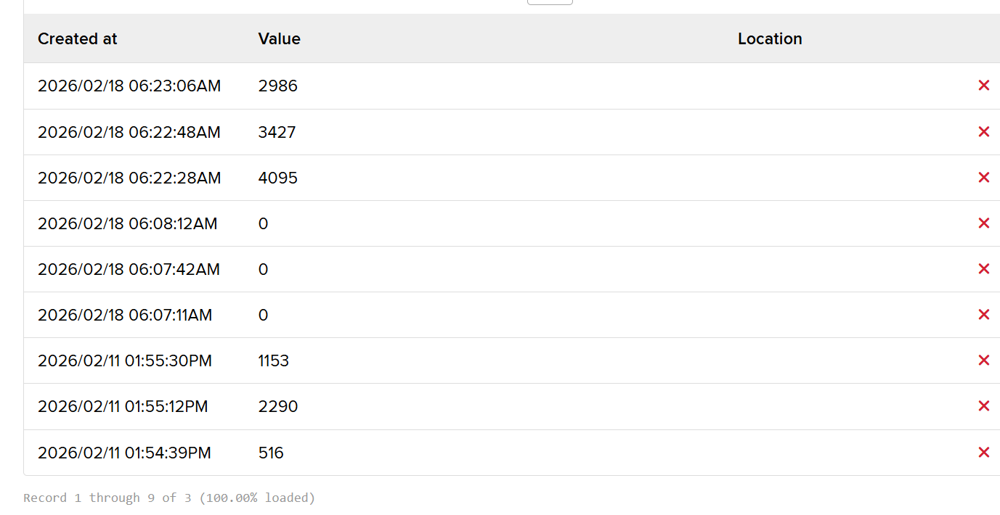 Created at Value Location
2026/02/18 06:23:06AM 2986
2026/02/18 06:22:48AM 3427
2026/02/18 06:22:28AM 4095
2026/02/18 06:08:12AM 0
2026/02/18 06:07:42AM 0
2026/02/18 06:07:11AM 0
2026/02/11 01:55:30PM 1153
2026/02/11 01:55:12PM 2290
2026/02/11 01:54:39PM 516
Record 1 through 9 of 3 (100.00% loaded)